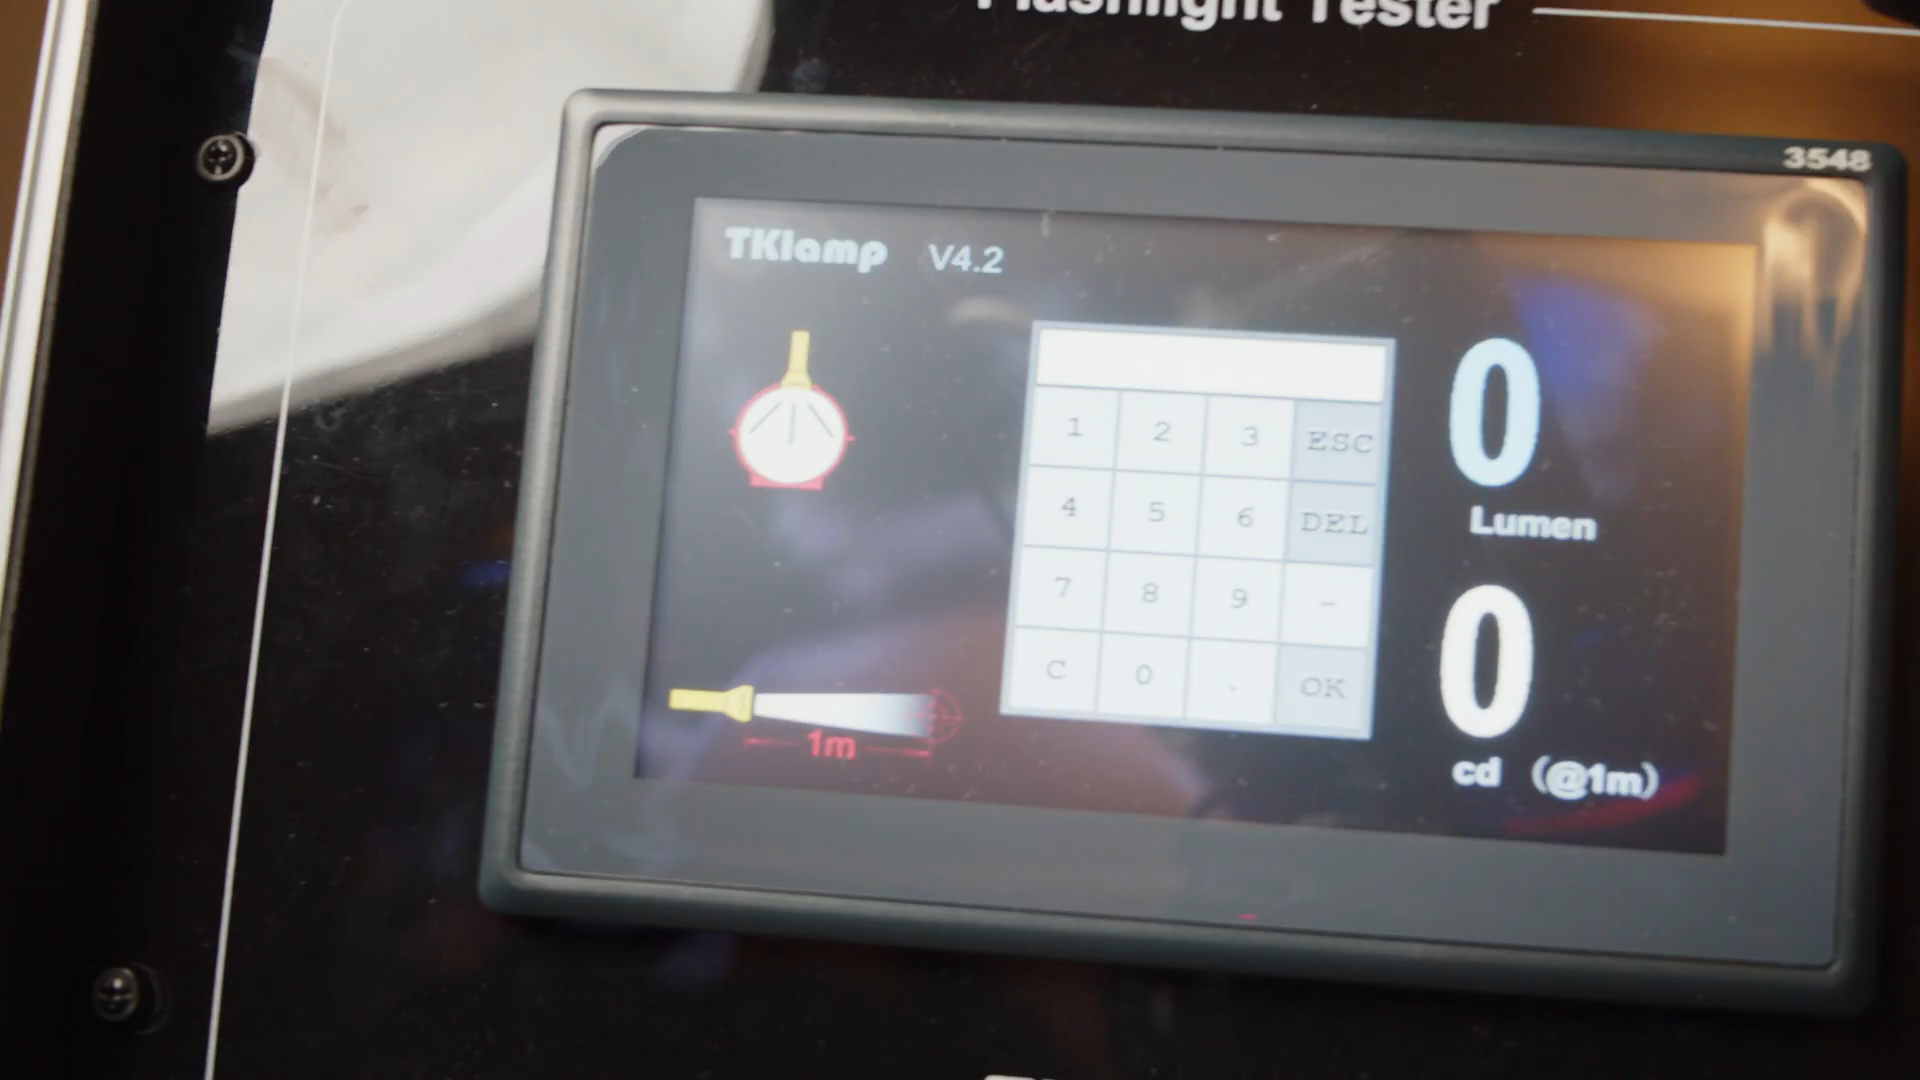 Flashlight Tester
3548
TKlamp V4.2
1 2 3 ESC
4 5 6 DEL
7 8 9 -
C 0 . OK
0
Lumen
0
cd (@1m)
1m